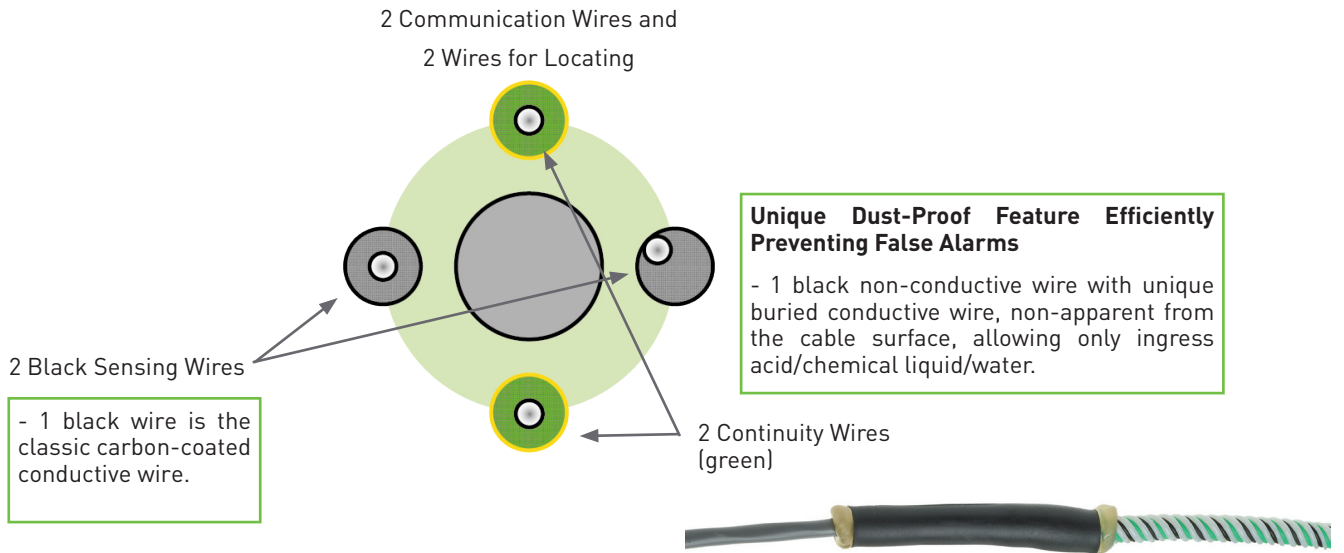 2 Communication Wires and
2 Wires for Locating
Unique Dust-Proof Feature Efficiently
Preventing False Alarms
- 1 black non-conductive wire with unique
buried conductive wire, non-apparent from
the cable surface, allowing only ingress
acid/chemical liquid/water.
2 Black Sensing Wires
- 1 black wire is the
classic carbon-coated
conductive wire.
2 Continuity Wires
(green)